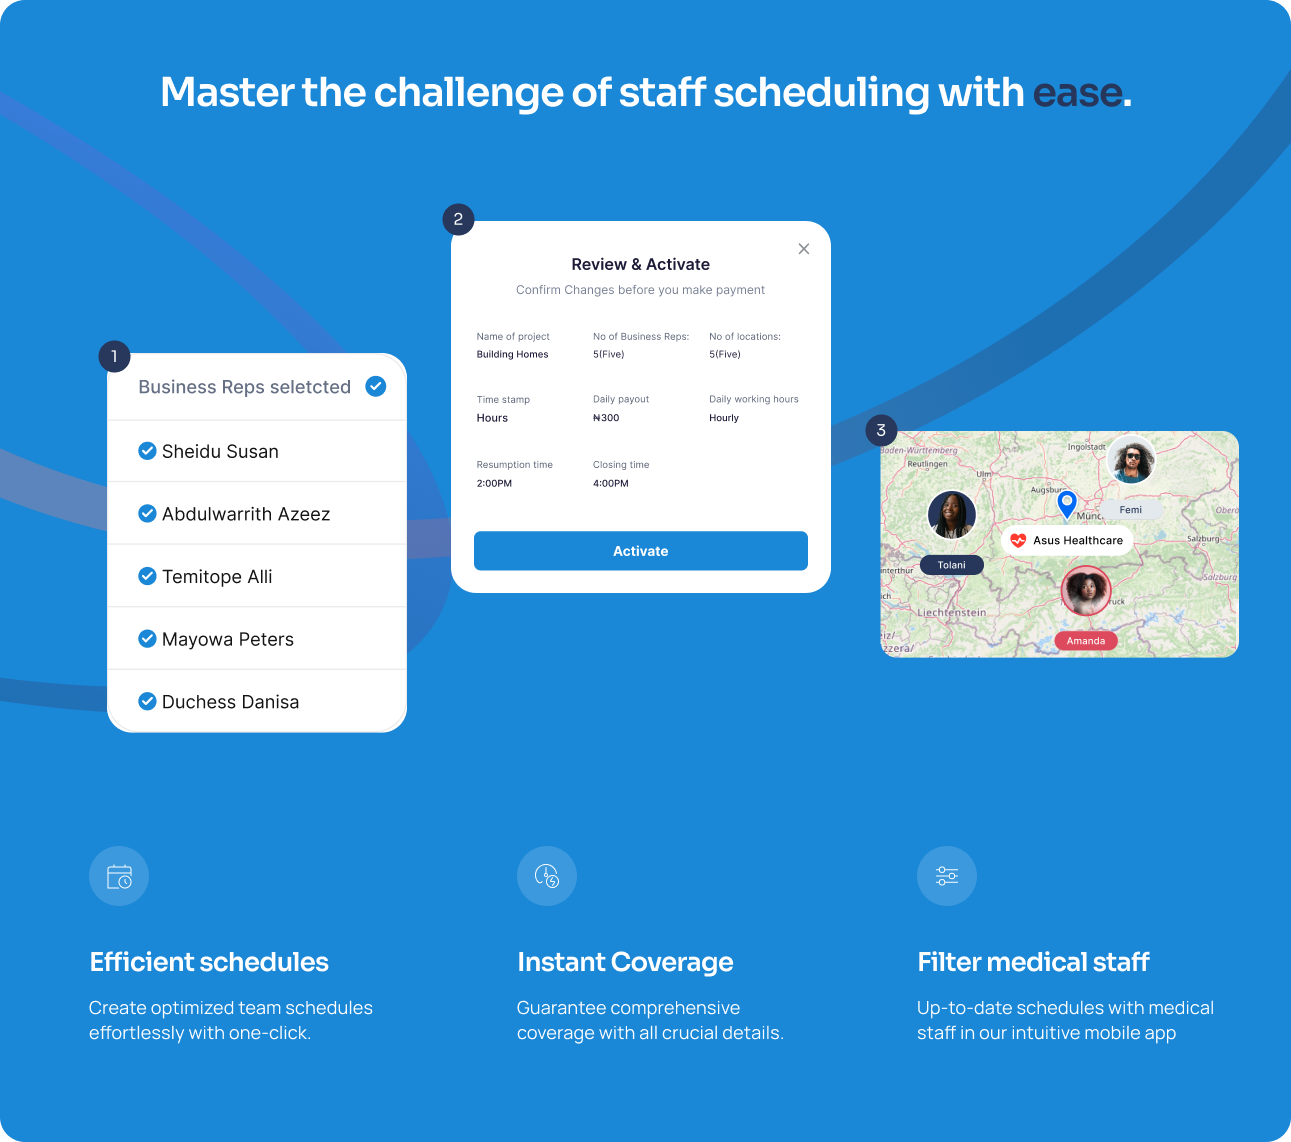 Master the challenge of staff scheduling with ease.
1
Business Reps seletcted
Sheidu Susan
Abdulwarrith Azeez
Temitope Alli
Mayowa Peters
Duchess Danisa
2
Review & Activate
Confirm Changes before you make payment
Name of project
No of Business Reps:
No of locations:
Building Homes
5(Five)
5(Five)
Time stamp
Daily payout
Daily working hours
Hours
₦300
Hourly
Resumption time
Closing time
2:00PM
4:00PM
Activate
3
Baden-Württemberg
Ingolstadt
Reutlingen
Ulm
Augsburg
Münc
Femi
Asus Healthcare
Salzburg
Tolani
Salzburg
Liechtenstein
Amanda
Efficient schedules
Create optimized team schedules
effortlessly with one-click.
Instant Coverage
Guarantee comprehensive
coverage with all crucial details.
Filter medical staff
Up-to-date schedules with medical
staff in our intuitive mobile app